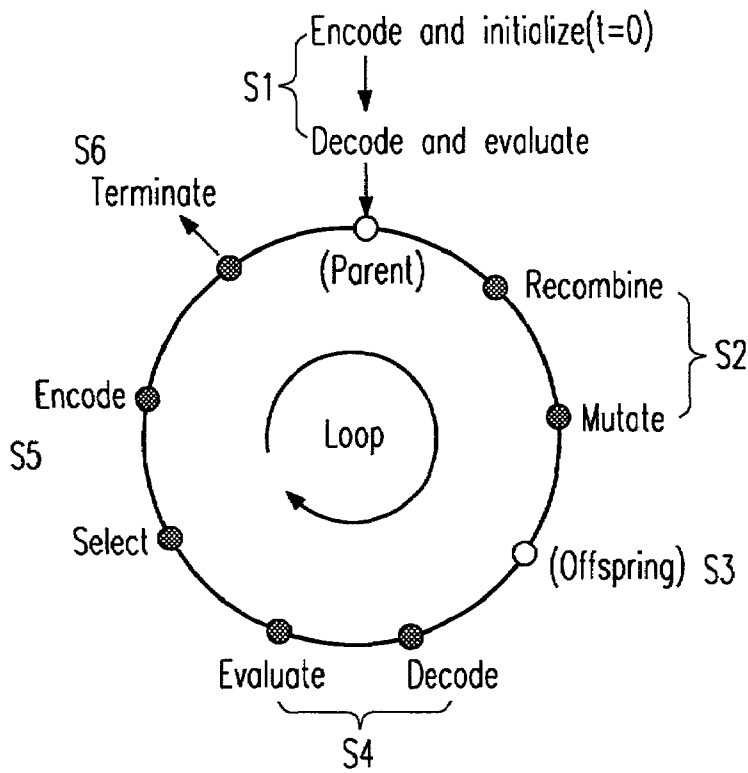 Encode and initialize(t=0)
S1
Decode and evaluate
S6
Terminate
(Parent)
Recombine
S2
Mutate
Encode
Loop
S5
Select
(Offspring) S3
Evaluate
Decode
S4